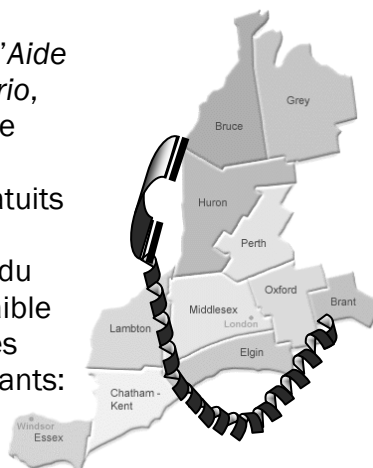 'Aide
rio,
e
tuits
du
aible
es
ants:
Bruce
Grey
Huron
Perth
Middlesex
London
Oxford
Brant
Lambton
Elgin
Chatham -
Kent
Windsor
Essex